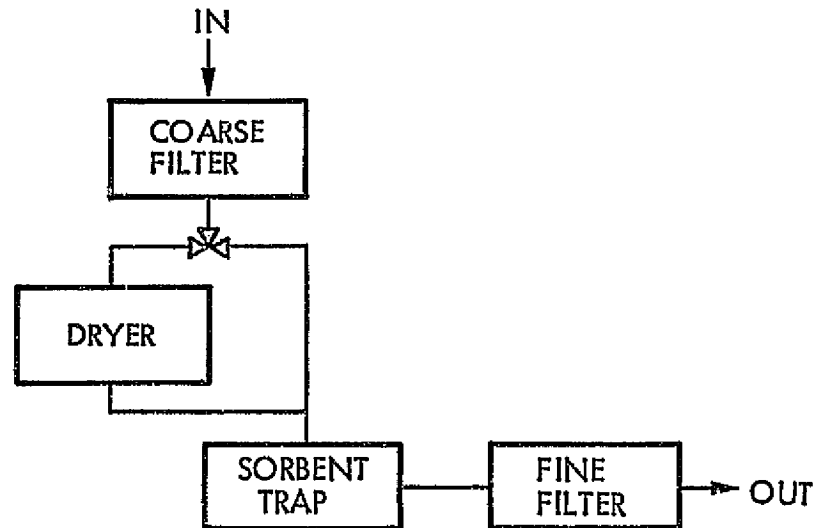 IN
COARSE
FILTER
DRYER
SORBENT
TRAP
FINE
FILTER
OUT